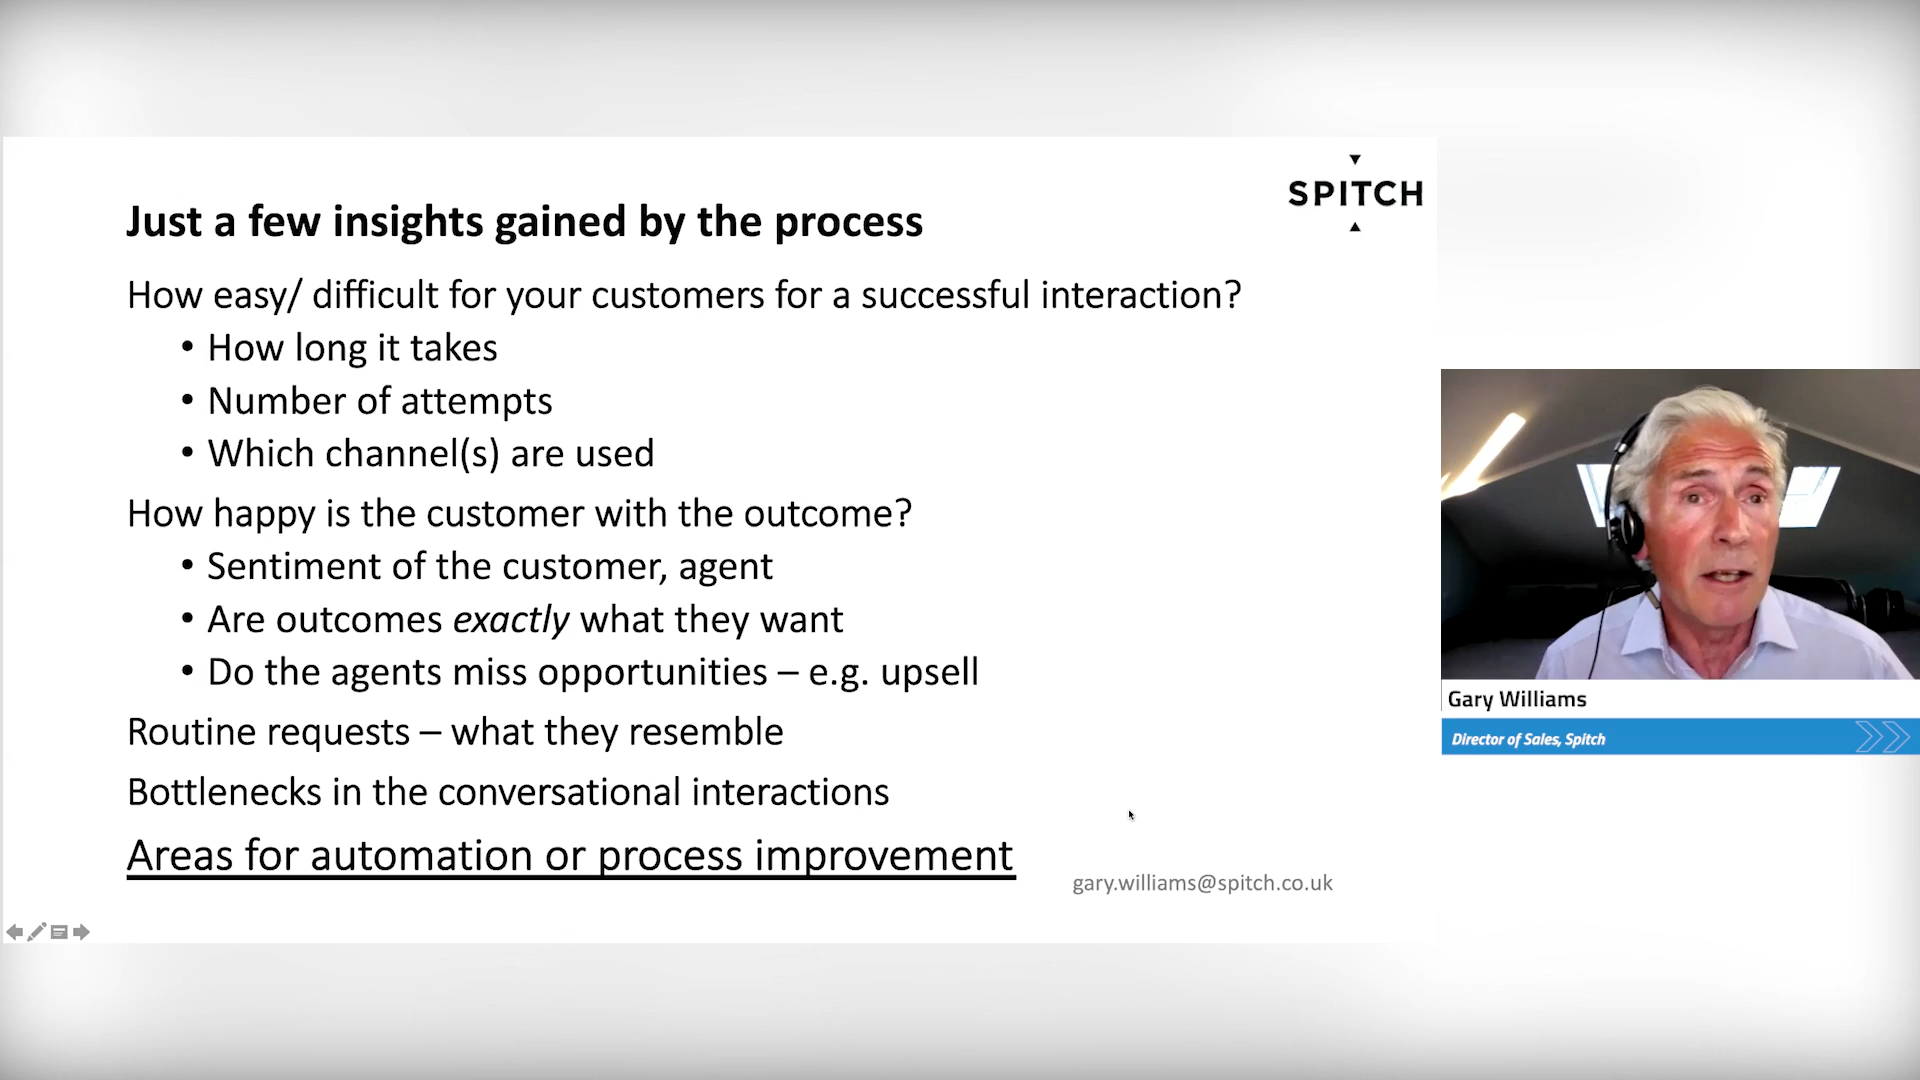 SPITCH
Just a few insights gained by the process
How easy/ difficult for your customers for a successful interaction?
• How long it takes
• Number of attempts
• Which channel(s) are used
How happy is the customer with the outcome?
• Sentiment of the customer, agent
• Are outcomes exactly what they want
• Do the agents miss opportunities – e.g. upsell
Routine requests – what they resemble
Bottlenecks in the conversational interactions
Areas for automation or process improvement
gary.williams@spitch.co.uk
Gary Williams
Director of Sales, Spitch